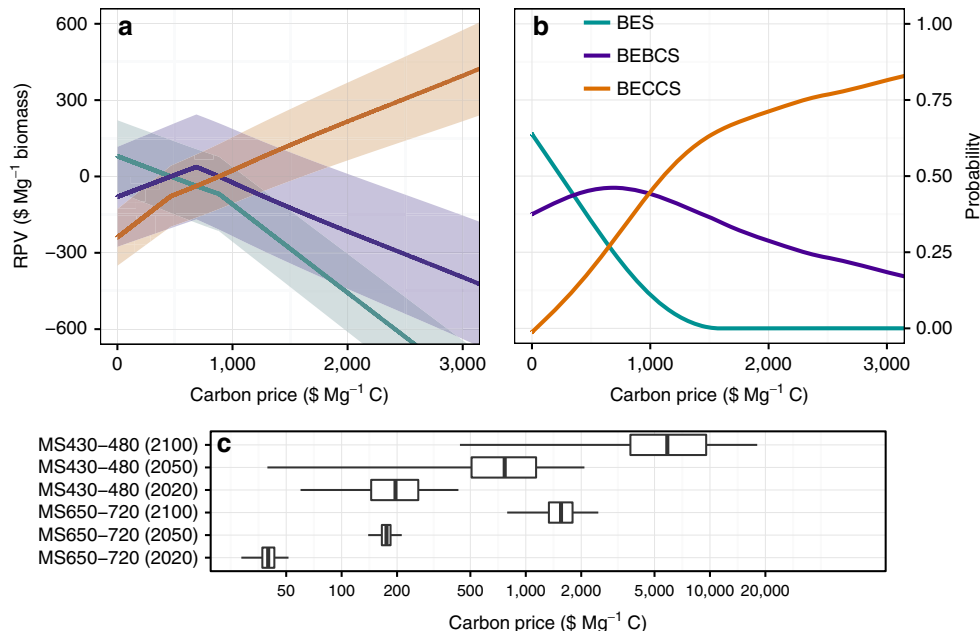 a
600
300
0
−300
−600
RPV ($ Mg⁻¹ biomass)
0
1,000
2,000
3,000
Carbon price ($ Mg⁻¹ C)
b
BES
BEBCS
BECCS
1.00
0.75
0.50
0.25
0.00
Probability
0
1,000
2,000
3,000
Carbon price ($ Mg⁻¹ C)
c
MS430−480 (2100)
MS430−480 (2050)
MS430−480 (2020)
MS650−720 (2100)
MS650−720 (2050)
MS650−720 (2020)
50
100
200
500
1,000
2,000
5,000
10,000
20,000
Carbon price ($ Mg⁻¹ C)